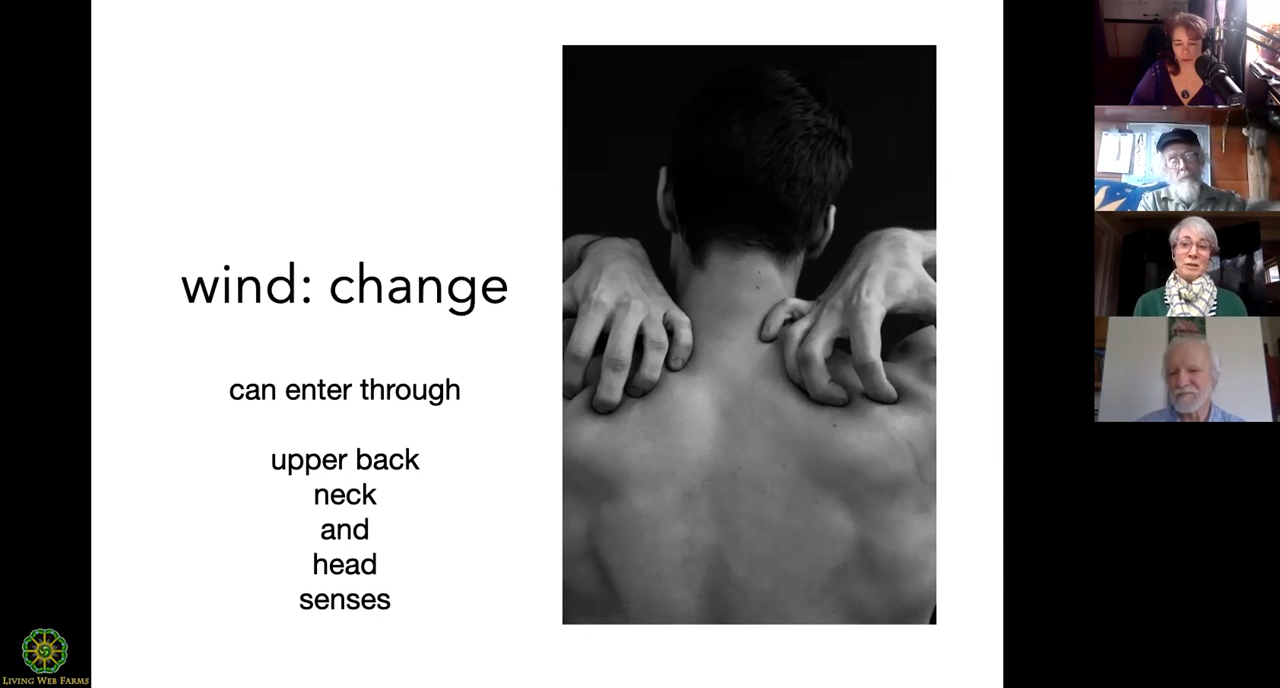 wind: change
can enter through
upper back
neck
and
head
senses
LIVING WEB FARMS